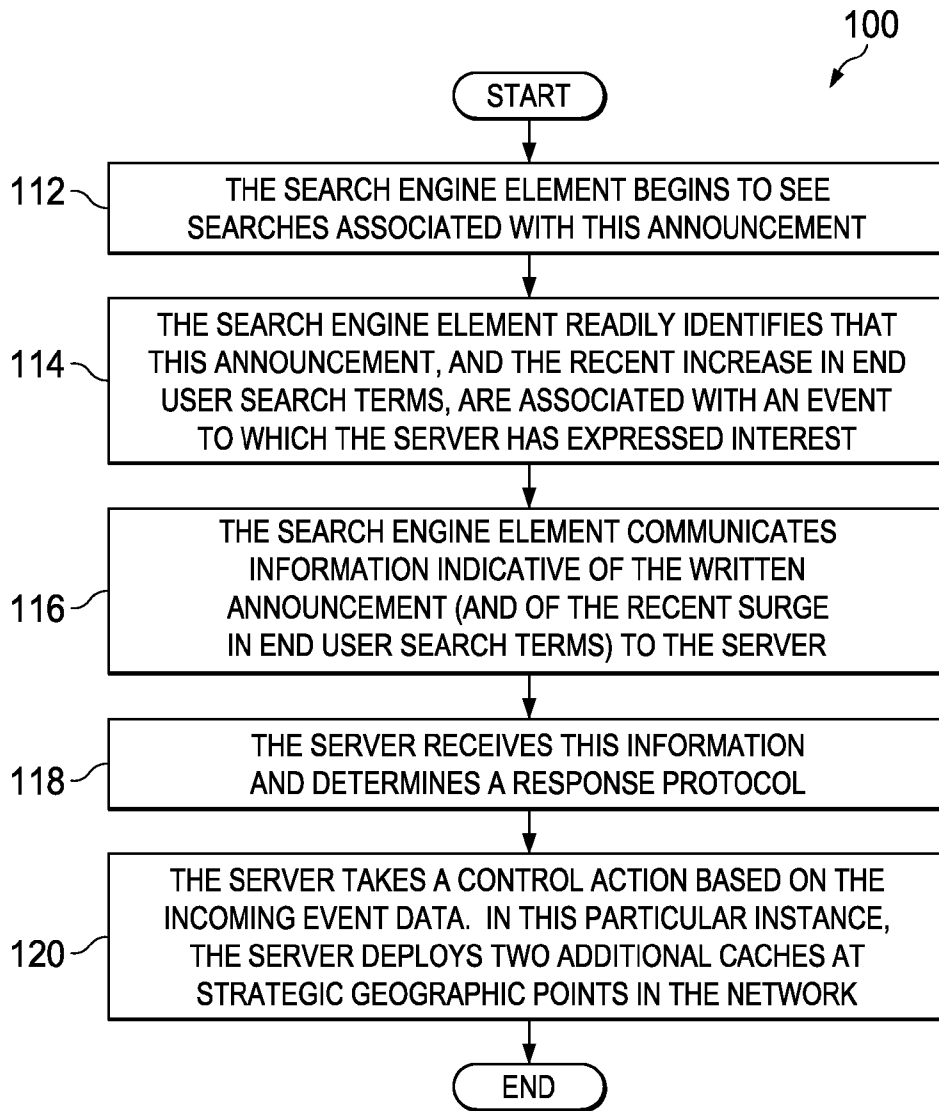 100
START
112
THE SEARCH ENGINE ELEMENT BEGINS TO SEE
SEARCHES ASSOCIATED WITH THIS ANNOUNCEMENT
114
THE SEARCH ENGINE ELEMENT READILY IDENTIFIES THAT
THIS ANNOUNCEMENT, AND THE RECENT INCREASE IN END
USER SEARCH TERMS, ARE ASSOCIATED WITH AN EVENT
TO WHICH THE SERVER HAS EXPRESSED INTEREST
116
THE SEARCH ENGINE ELEMENT COMMUNICATES
INFORMATION INDICATIVE OF THE WRITTEN
ANNOUNCEMENT (AND OF THE RECENT SURGE
IN END USER SEARCH TERMS) TO THE SERVER
118
THE SERVER RECEIVES THIS INFORMATION
AND DETERMINES A RESPONSE PROTOCOL
120
THE SERVER TAKES A CONTROL ACTION BASED ON THE
INCOMING EVENT DATA. IN THIS PARTICULAR INSTANCE,
THE SERVER DEPLOYS TWO ADDITIONAL CACHES AT
STRATEGIC GEOGRAPHIC POINTS IN THE NETWORK
END